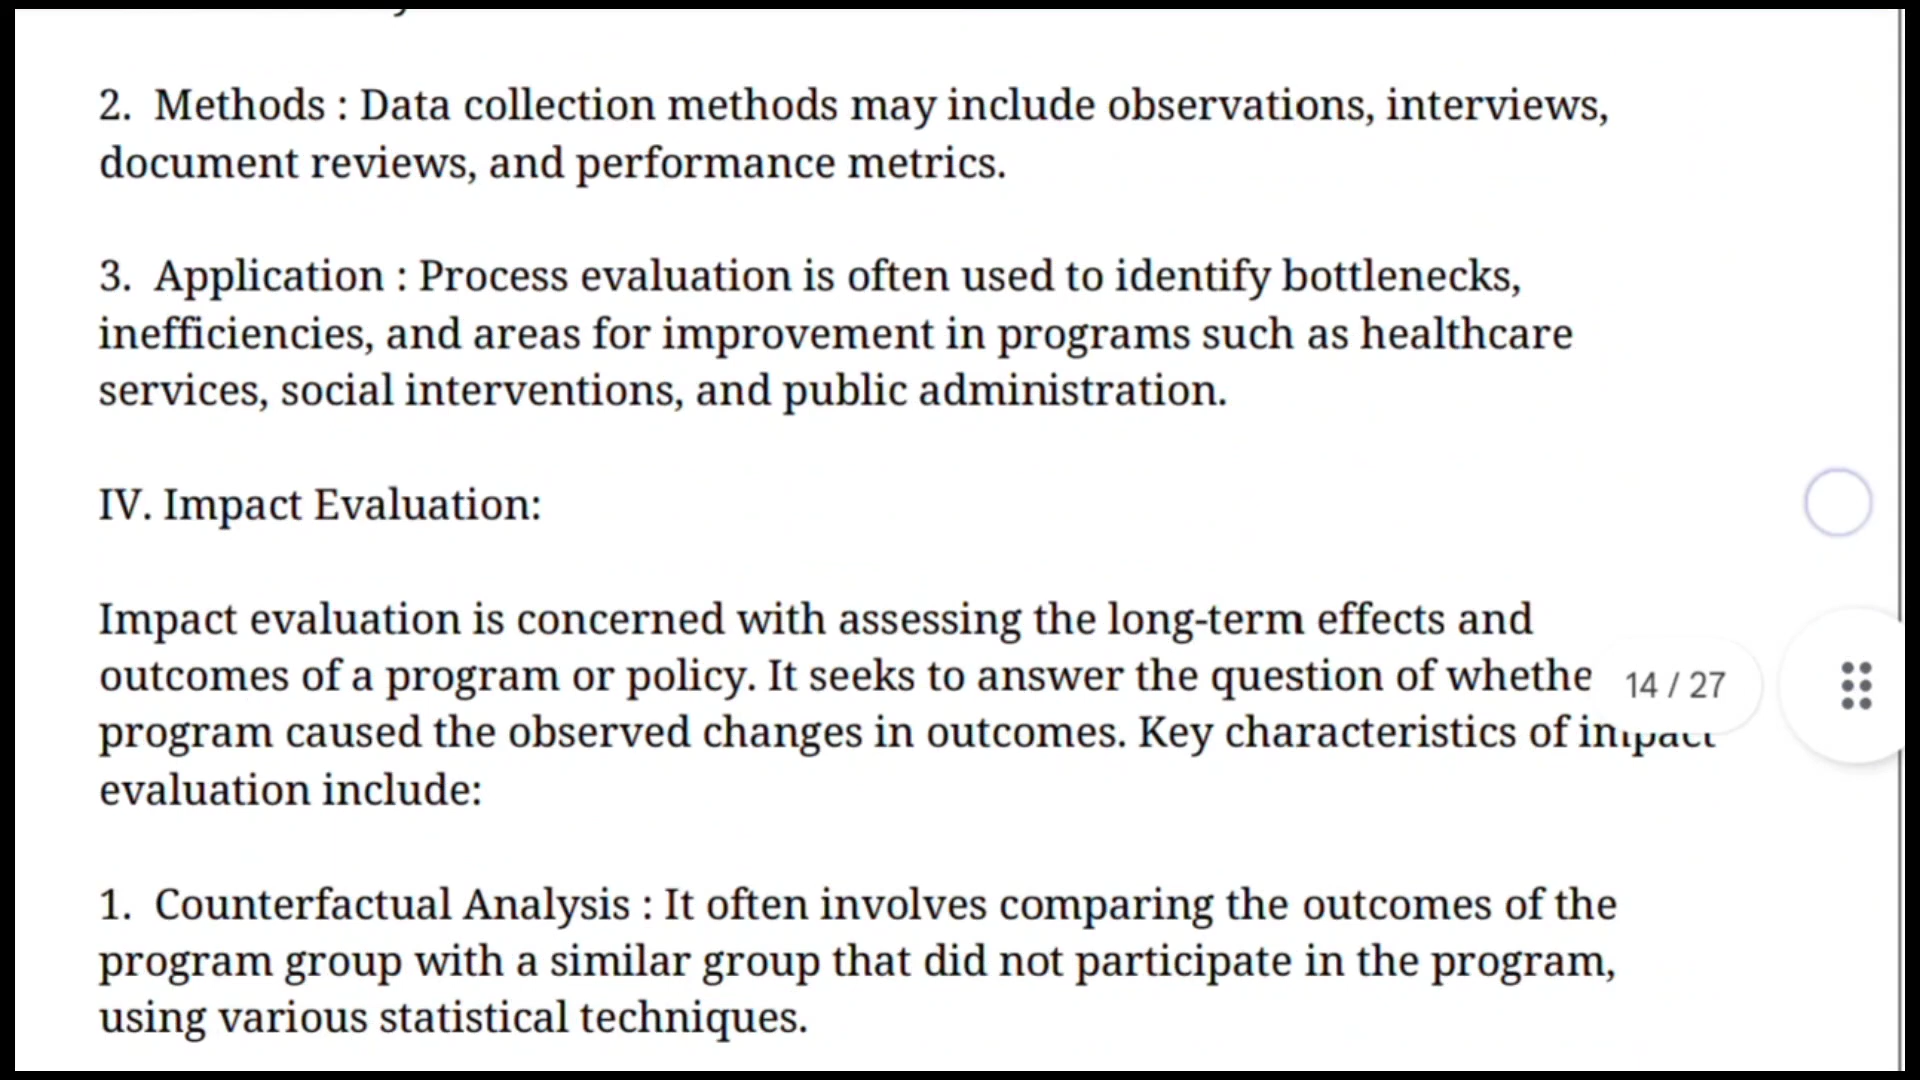 2. Methods : Data collection methods may include observations, interviews,
document reviews, and performance metrics.
3. Application : Process evaluation is often used to identify bottlenecks,
inefficiencies, and areas for improvement in programs such as healthcare
services, social interventions, and public administration.
IV. Impact Evaluation:
Impact evaluation is concerned with assessing the long-term effects and
outcomes of a program or policy. It seeks to answer the question of whethe
14 / 27
program caused the observed changes in outcomes. Key characteristics of impact
evaluation include:
1. Counterfactual Analysis : It often involves comparing the outcomes of the
program group with a similar group that did not participate in the program,
using various statistical techniques.